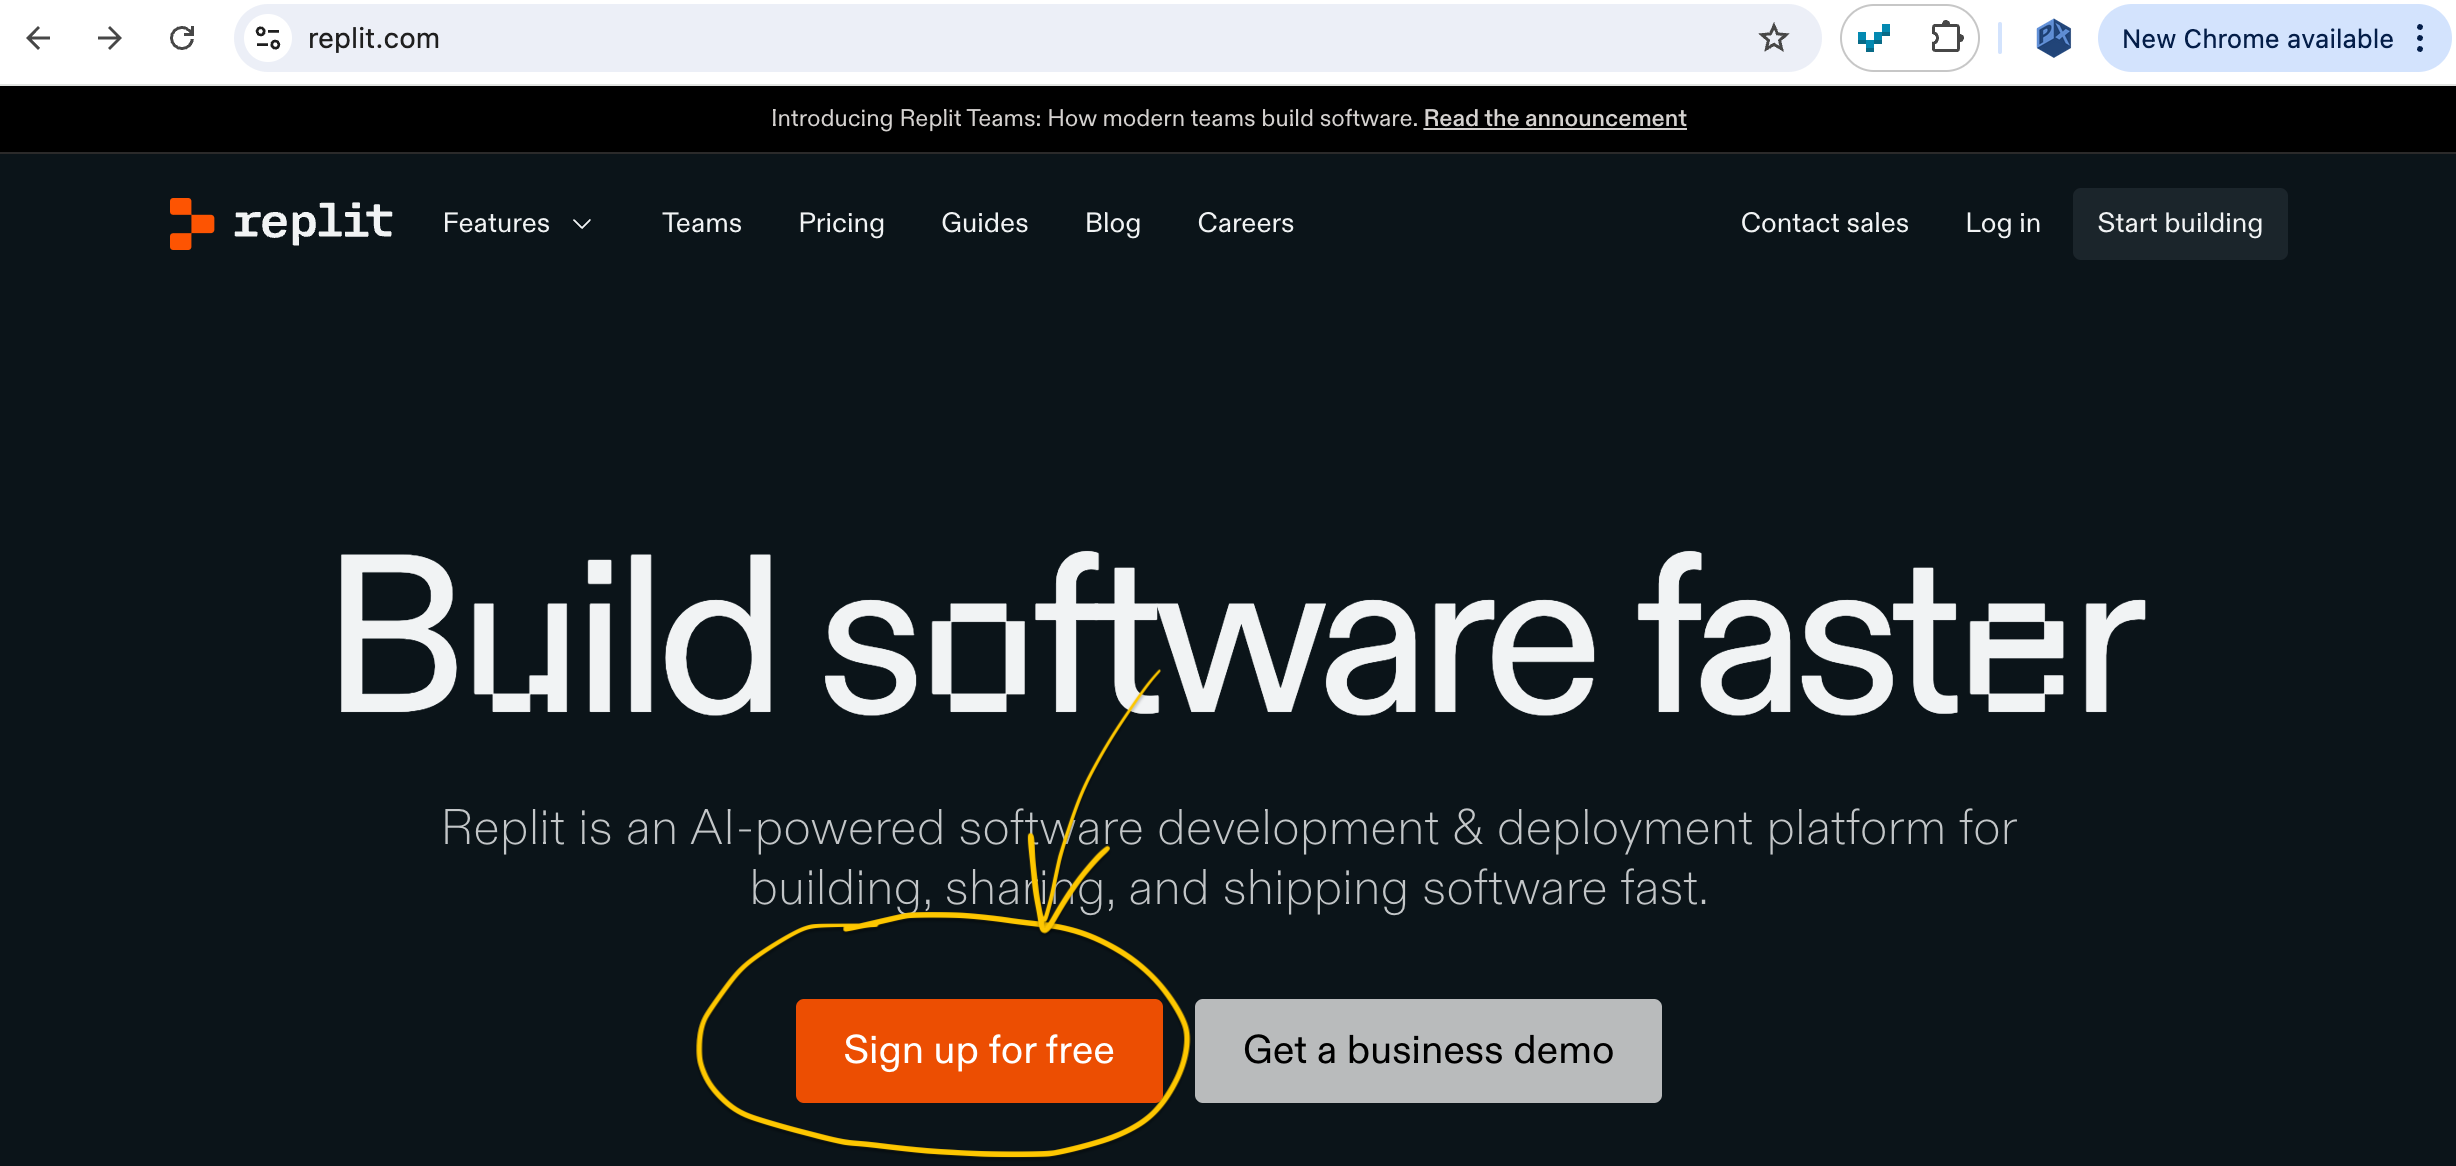 replit.com
New Chrome available
Introducing Replit Teams: How modern teams build software. Read the announcement
replit Features Teams Pricing Guides Blog Careers Contact sales Log in Start building
Build software faster
Replit is an AI-powered software development & deployment platform for
building, sharing, and shipping software fast.
Sign up for free Get a business demo